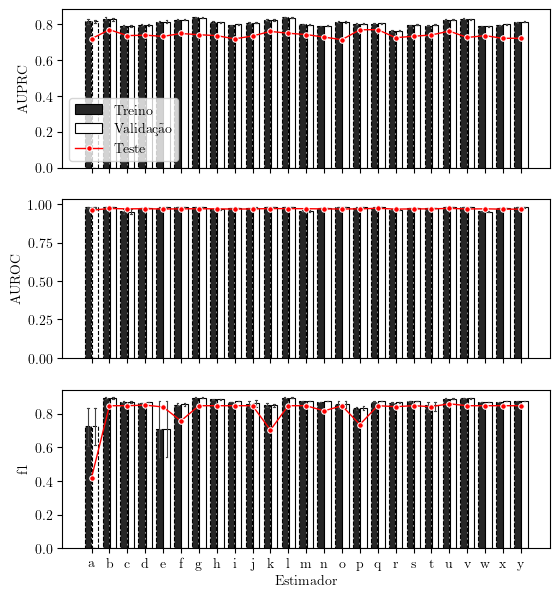 0.8
0.6
0.4
0.2
0.0
AUPRC
Treino
Validação
Teste
1.00
0.75
0.50
0.25
0.00
AUROC
0.8
0.6
0.4
0.2
0.0
f1
a b c d e f g h i j k l m n o p q r s t u v w x y
Estimador